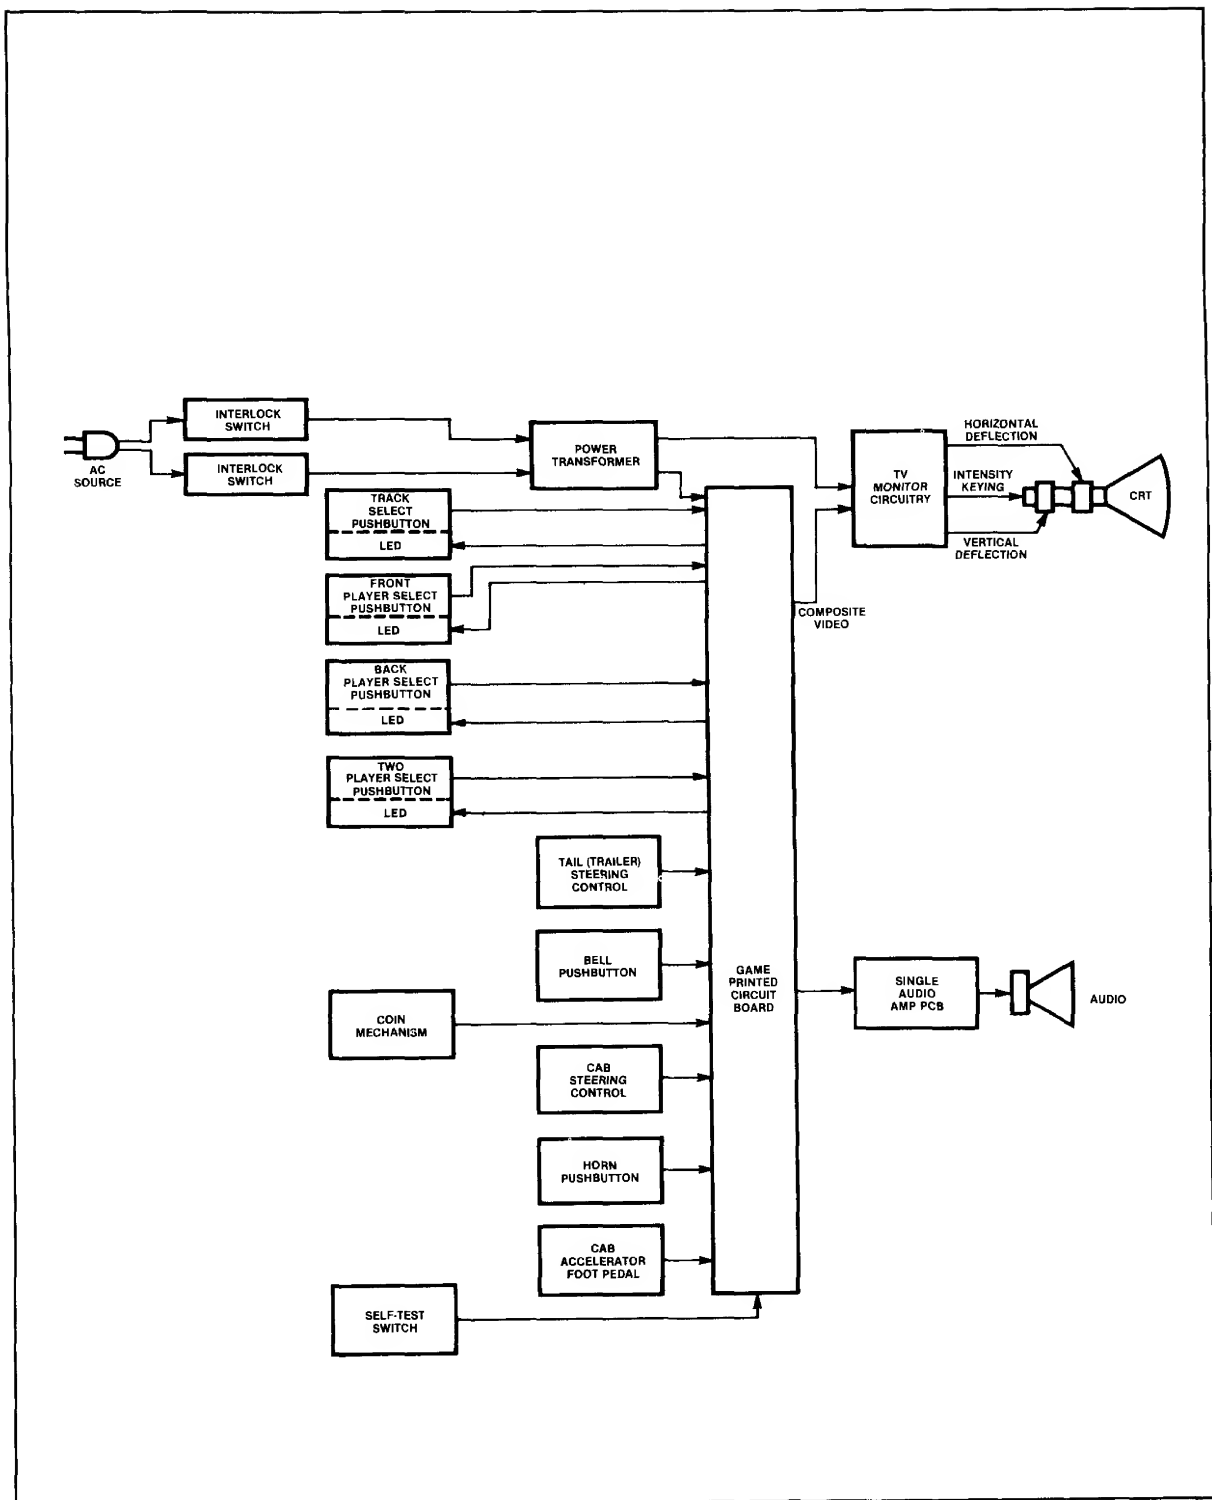 AC
SOURCE
INTERLOCK
SWITCH
INTERLOCK
SWITCH
POWER
TRANSFORMER
TV
MONITOR
CIRCUITRY
HORIZONTAL
DEFLECTION
INTENSITY
KEYING
VERTICAL
DEFLECTION
CRT
TRACK
SELECT
PUSHBUTTON
LED
FRONT
PLAYER SELECT
PUSHBUTTON
LED
BACK
PLAYER SELECT
PUSHBUTTON
LED
TWO
PLAYER SELECT
PUSHBUTTON
LED
COMPOSITE
VIDEO
TAIL (TRAILER)
STEERING
CONTROL
BELL
PUSHBUTTON
COIN
MECHANISM
CAB
STEERING
CONTROL
HORN
PUSHBUTTON
CAB
ACCELERATOR
FOOT PEDAL
SELF-TEST
SWITCH
GAME
PRINTED
CIRCUIT
BOARD
SINGLE
AUDIO
AMP PCB
AUDIO